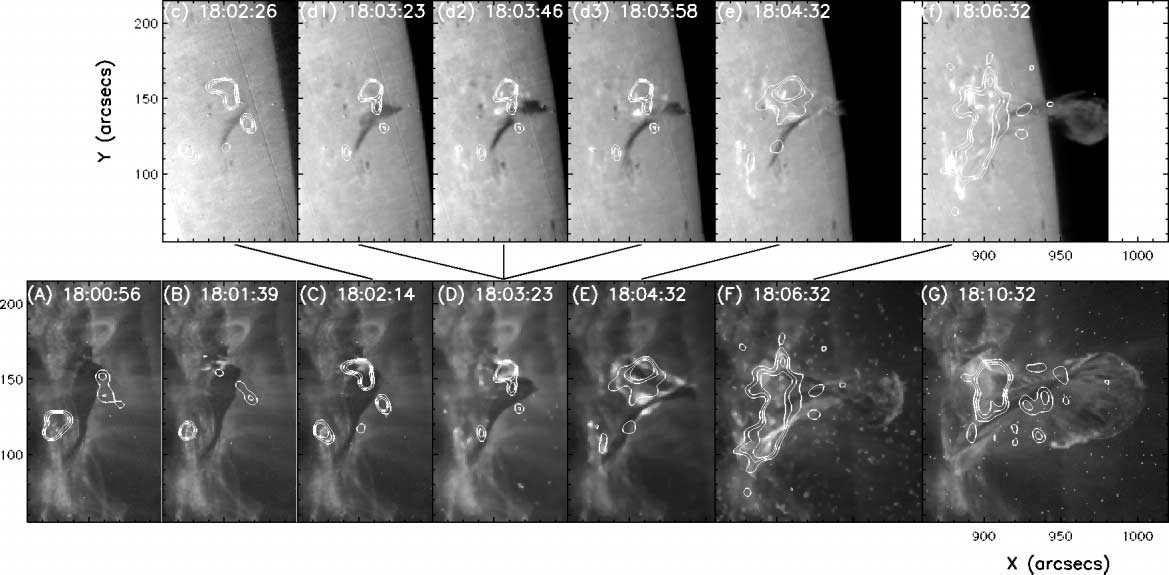 (c) 18:02:26 (d1) 18:03:23 (d2) 18:03:46 (d3) 18:03:58 (e) 18:04:32 (f) 18:06:32
200
150
100
Y (arcsecs)
900 950 1000
(A) 18:00:56 (B) 18:01:39 (C) 18:02:14 (D) 18:03:23 (E) 18:04:32 (F) 18:06:32 (G) 18:10:32
200
150
100
900 950 1000
X (arcsecs)